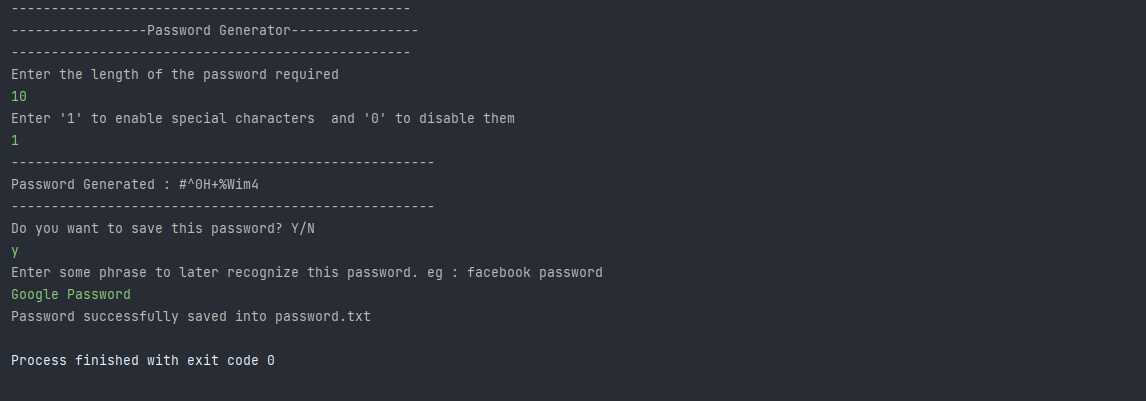 --------------------------------------------------
-----------------Password Generator----------------
--------------------------------------------------
Enter the length of the password required
10
Enter '1' to enable special characters  and '0' to disable them
1
-----------------------------------------------------
Password Generated : #^0H+%Wim4
-----------------------------------------------------
Do you want to save this password? Y/N
y
Enter some phrase to later recognize this password. eg : facebook password
Google Password
Password successfully saved into password.txt
Process finished with exit code 0